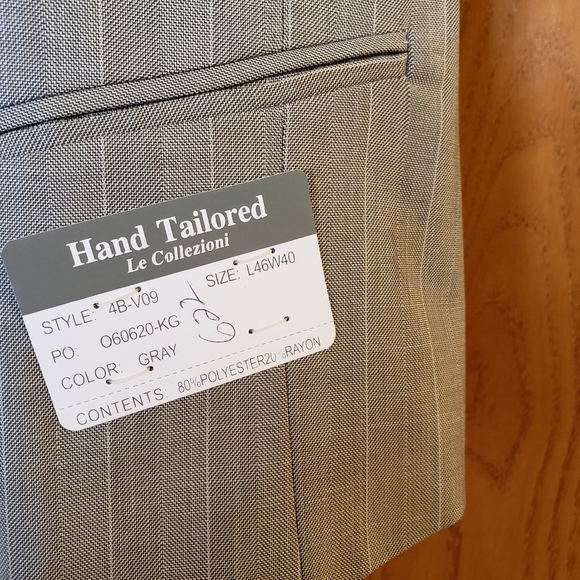 Hand Tailored
Le Collezioni
STYLE: 4B-V09
SIZE: L46W40
PO: O60620-KG
COLOR: GRAY
CONTENTS: 80%POLYESTER20%RAYON